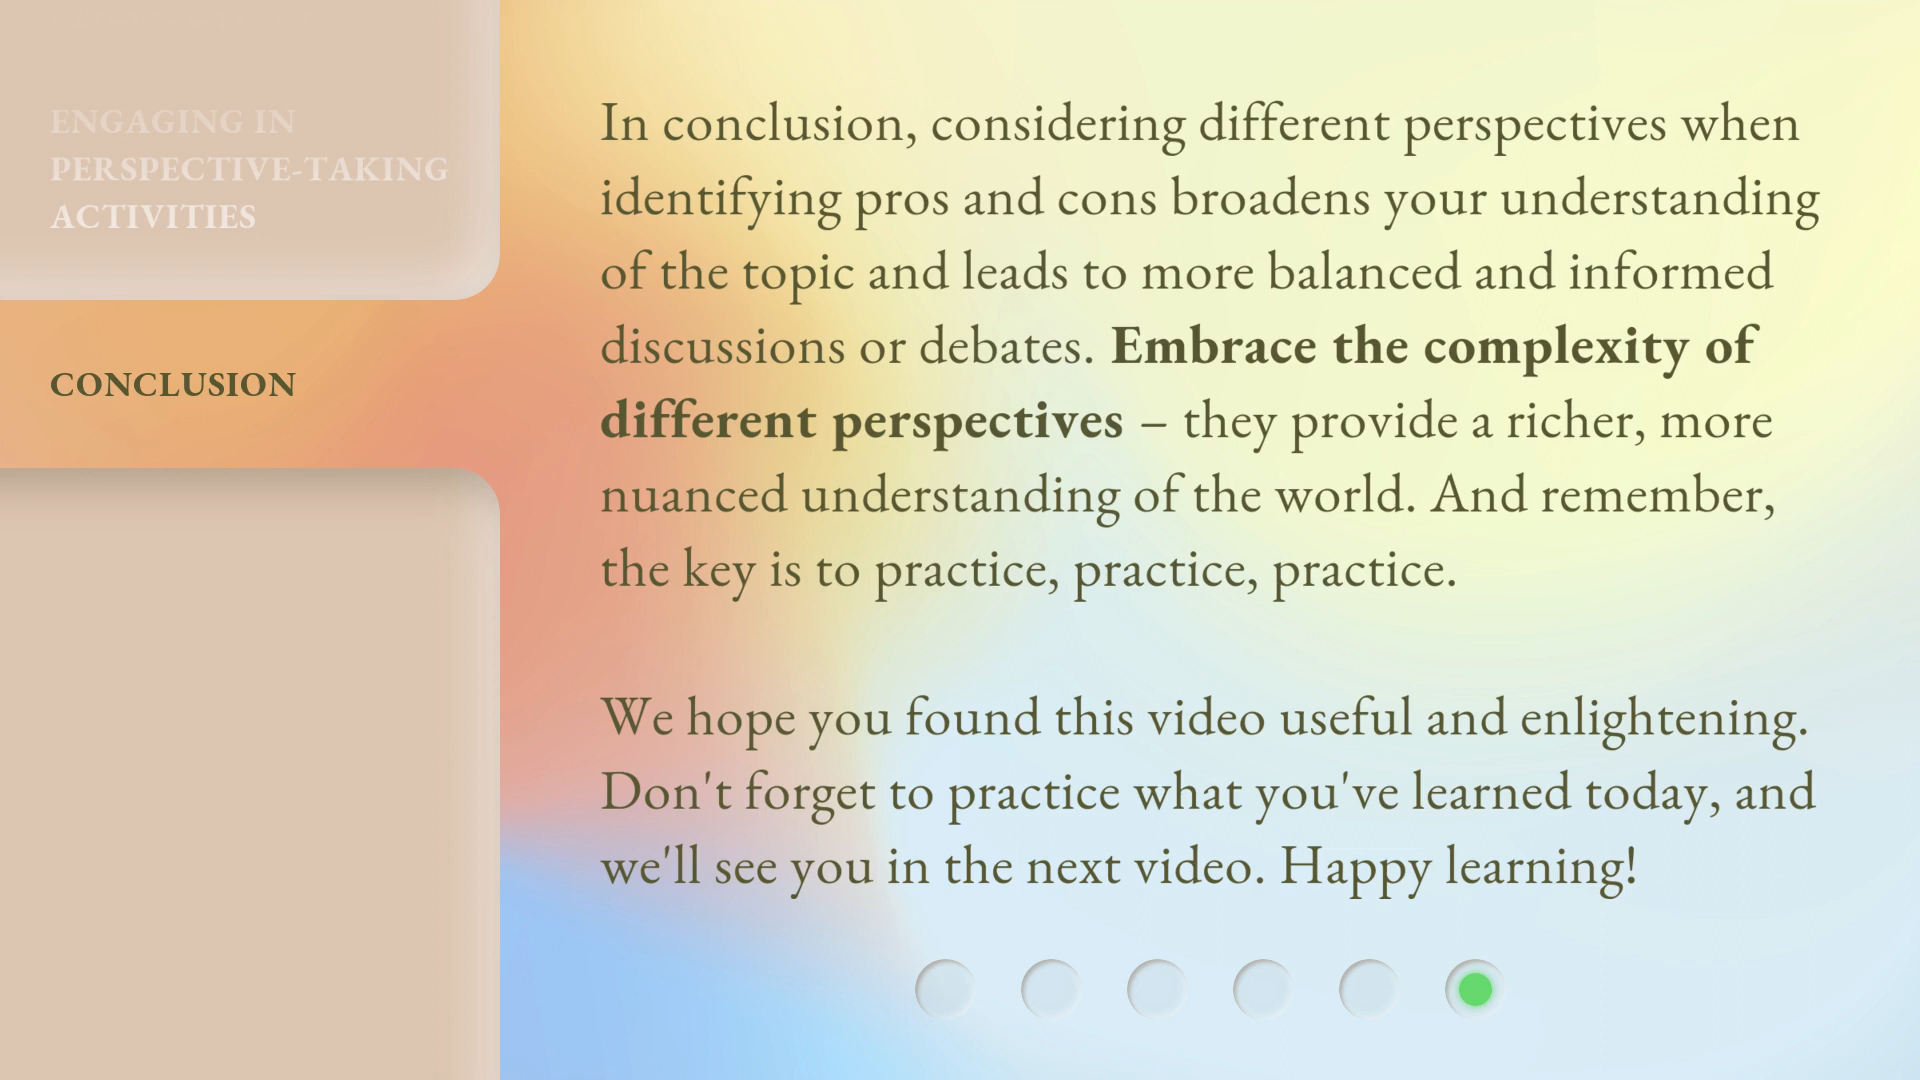 ENGAGING IN
PERSPECTIVE-TAKING
ACTIVITIES
CONCLUSION
In conclusion, considering different perspectives when
identifying pros and cons broadens your understanding
of the topic and leads to more balanced and informed
discussions or debates. Embrace the complexity of
different perspectives – they provide a richer, more
nuanced understanding of the world. And remember,
the key is to practice, practice, practice.
We hope you found this video useful and enlightening.
Don't forget to practice what you've learned today, and
we'll see you in the next video. Happy learning!